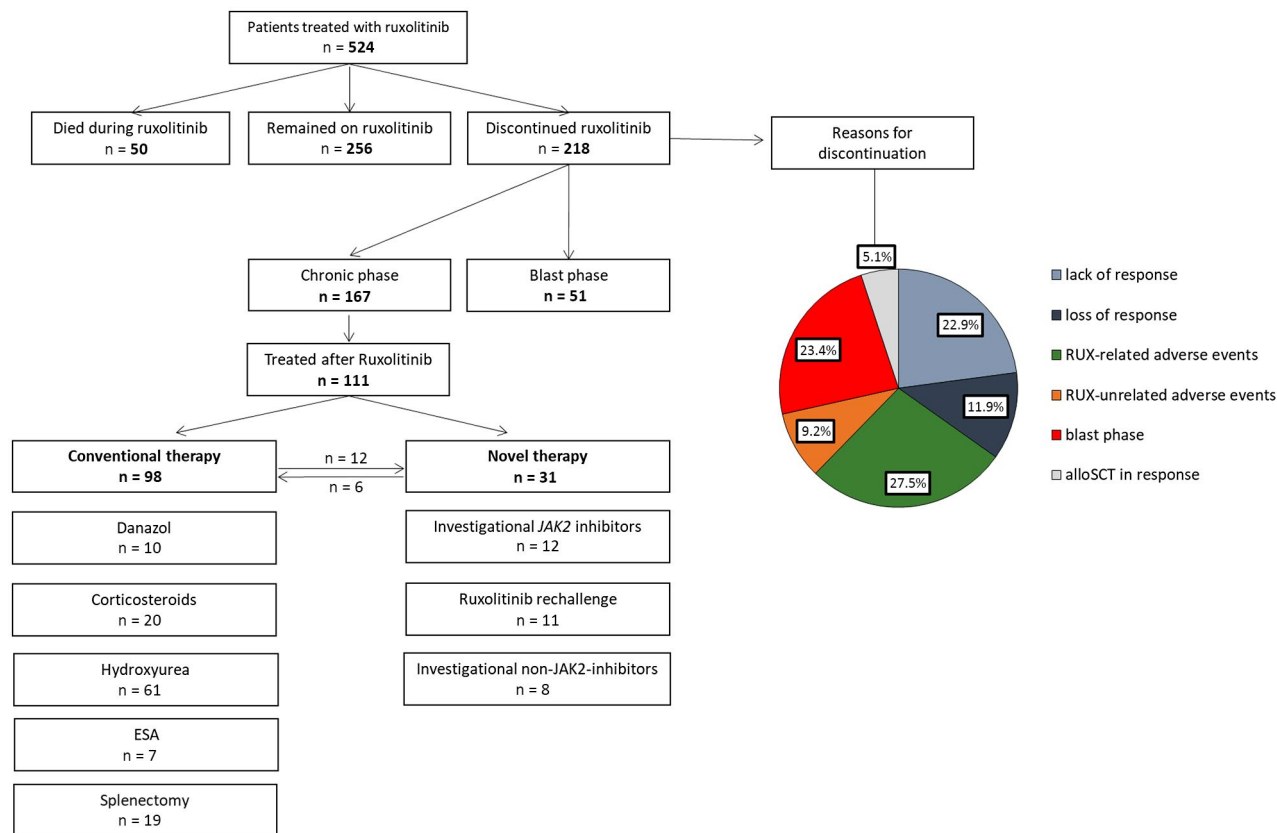 Patients treated with ruxolitinib
n = 524
Died during ruxolitinib
n = 50
Remained on ruxolitinib
n = 256
Discontinued ruxolitinib
n = 218
Reasons for
discontinuation
Chronic phase
n = 167
Blast phase
n = 51
Treated after Ruxolitinib
n = 111
Conventional therapy
n = 98
n = 12
n = 6
Novel therapy
n = 31
Danazol
n = 10
Corticosteroids
n = 20
Hydroxyurea
n = 61
ESA
n = 7
Splenectomy
n = 19
Investigational JAK2 inhibitors
n = 12
Ruxolitinib rechallenge
n = 11
Investigational non-JAK2-inhibitors
n = 8
5.1%
22.9%
11.9%
27.5%
9.2%
23.4%
lack of response
loss of response
RUX-related adverse events
RUX-unrelated adverse events
blast phase
alloSCT in response